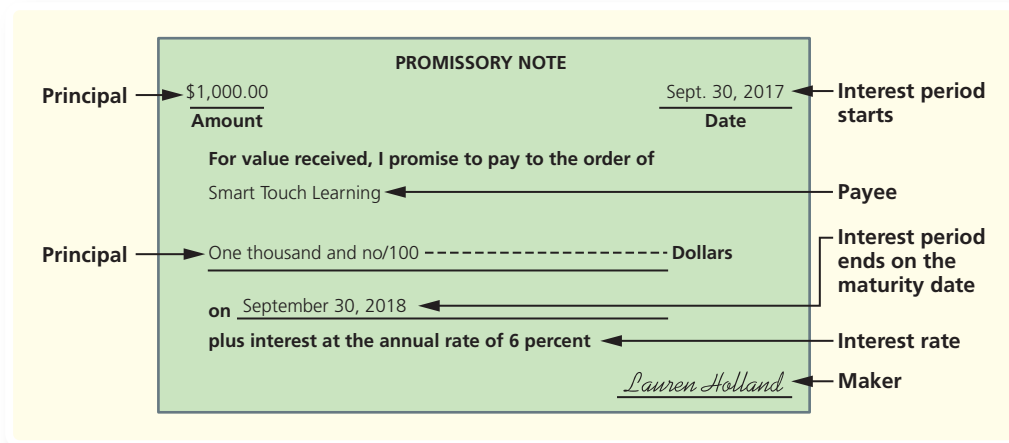 PROMISSORY NOTE
Principal
$1,000.00
Sept. 30, 2017
Interest period
starts
Amount
Date
For value received, I promise to pay to the order of
Smart Touch Learning
Payee
Principal
One thousand and no/100 ---------------------- Dollars
Interest period
ends on the
maturity date
on September 30, 2018
plus interest at the annual rate of 6 percent
Interest rate
Lauren Holland
Maker